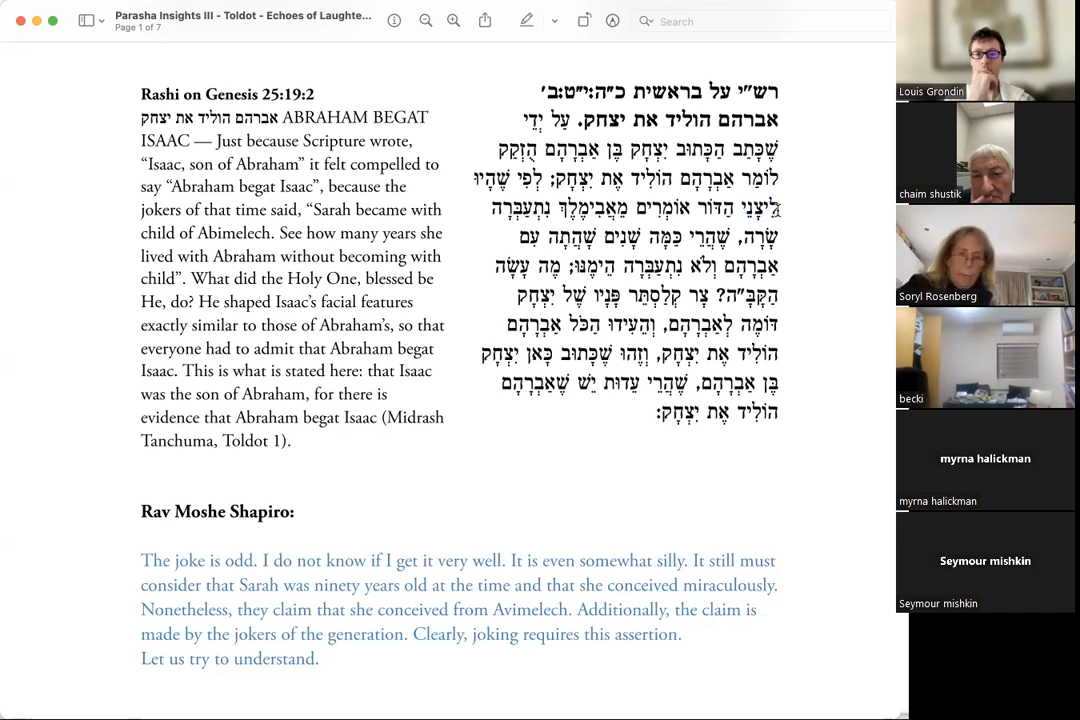 Parasha Insights III - Toldot - Echoes of Laughte...
Page 1 of 7
Search
Rashi on Genesis 25:19:2
אברהם הוליד את יצחק ABRAHAM BEGAT
ISAAC — Just because Scripture wrote,
“Isaac, son of Abraham” it felt compelled to
say “Abraham begat Isaac”, because the
jokers of that time said, “Sarah became with
child of Abimelech. See how many years she
lived with Abraham without becoming with
child”. What did the Holy One, blessed be
He, do? He shaped Isaac’s facial features
exactly similar to those of Abraham’s, so that
everyone had to admit that Abraham begat
Isaac. This is what is stated here: that Isaac
was the son of Abraham, for there is
evidence that Abraham begat Isaac (Midrash
Tanchuma, Toldot 1).
רש״י על בראשית כ״ה:י״ט:ב׳
אברהם הוליד את יצחק. עַל יְדֵי
שֶׁכָּתַב הַכָּתוּב יִצְחָק בֶּן אַבְרָהָם הֻזְקַק
לוֹמַר אַבְרָהָם הוֹלִיד אֶת יִצְחָק; לְפִי שֶׁהָיוּ
לֵיצָנֵי הַדּוֹר אוֹמְרִים מֵאֲבִימֶלֶךְ נִתְעַבְּרָה
שָׂרָה, שֶׁהֲרֵי כַּמָּה שָׁנִים שָׁהֲתָה עִם
אַבְרָהָם וְלֹא נִתְעַבְּרָה הֵימֶנּוּ; מֶה עָשָׂה
הַקָּבָּ"ה? צָר קְלַסְתֵּר פָּנָיו שֶׁל יִצְחָק
דּוֹמֶה לְאַבְרָהָם, וְהֵעִידוּ הַכֹּל אַבְרָהָם
הוֹלִיד אֶת יִצְחָק, וְזֶהוּ שֶׁכָּתוּב כָּאן יִצְחָק
בֶּן אַבְרָהָם, שֶׁהֲרֵי עֵדוּת יֵשׁ שֶׁאַבְרָהָם
הוֹלִיד אֶת יִצְחָק:
Rav Moshe Shapiro:
The joke is odd. I do not know if I get it very well. It is even somewhat silly. It still must
consider that Sarah was ninety years old at the time and that she conceived miraculously.
Nonetheless, they claim that she conceived from Avimelech. Additionally, the claim is
made by the jokers of the generation. Clearly, joking requires this assertion.
Let us try to understand.
Louis Grondin
chaim shustik
Soryl Rosenberg
becki
myrna halickman
myrna halickman
Seymour mishkin
Seymour mishkin